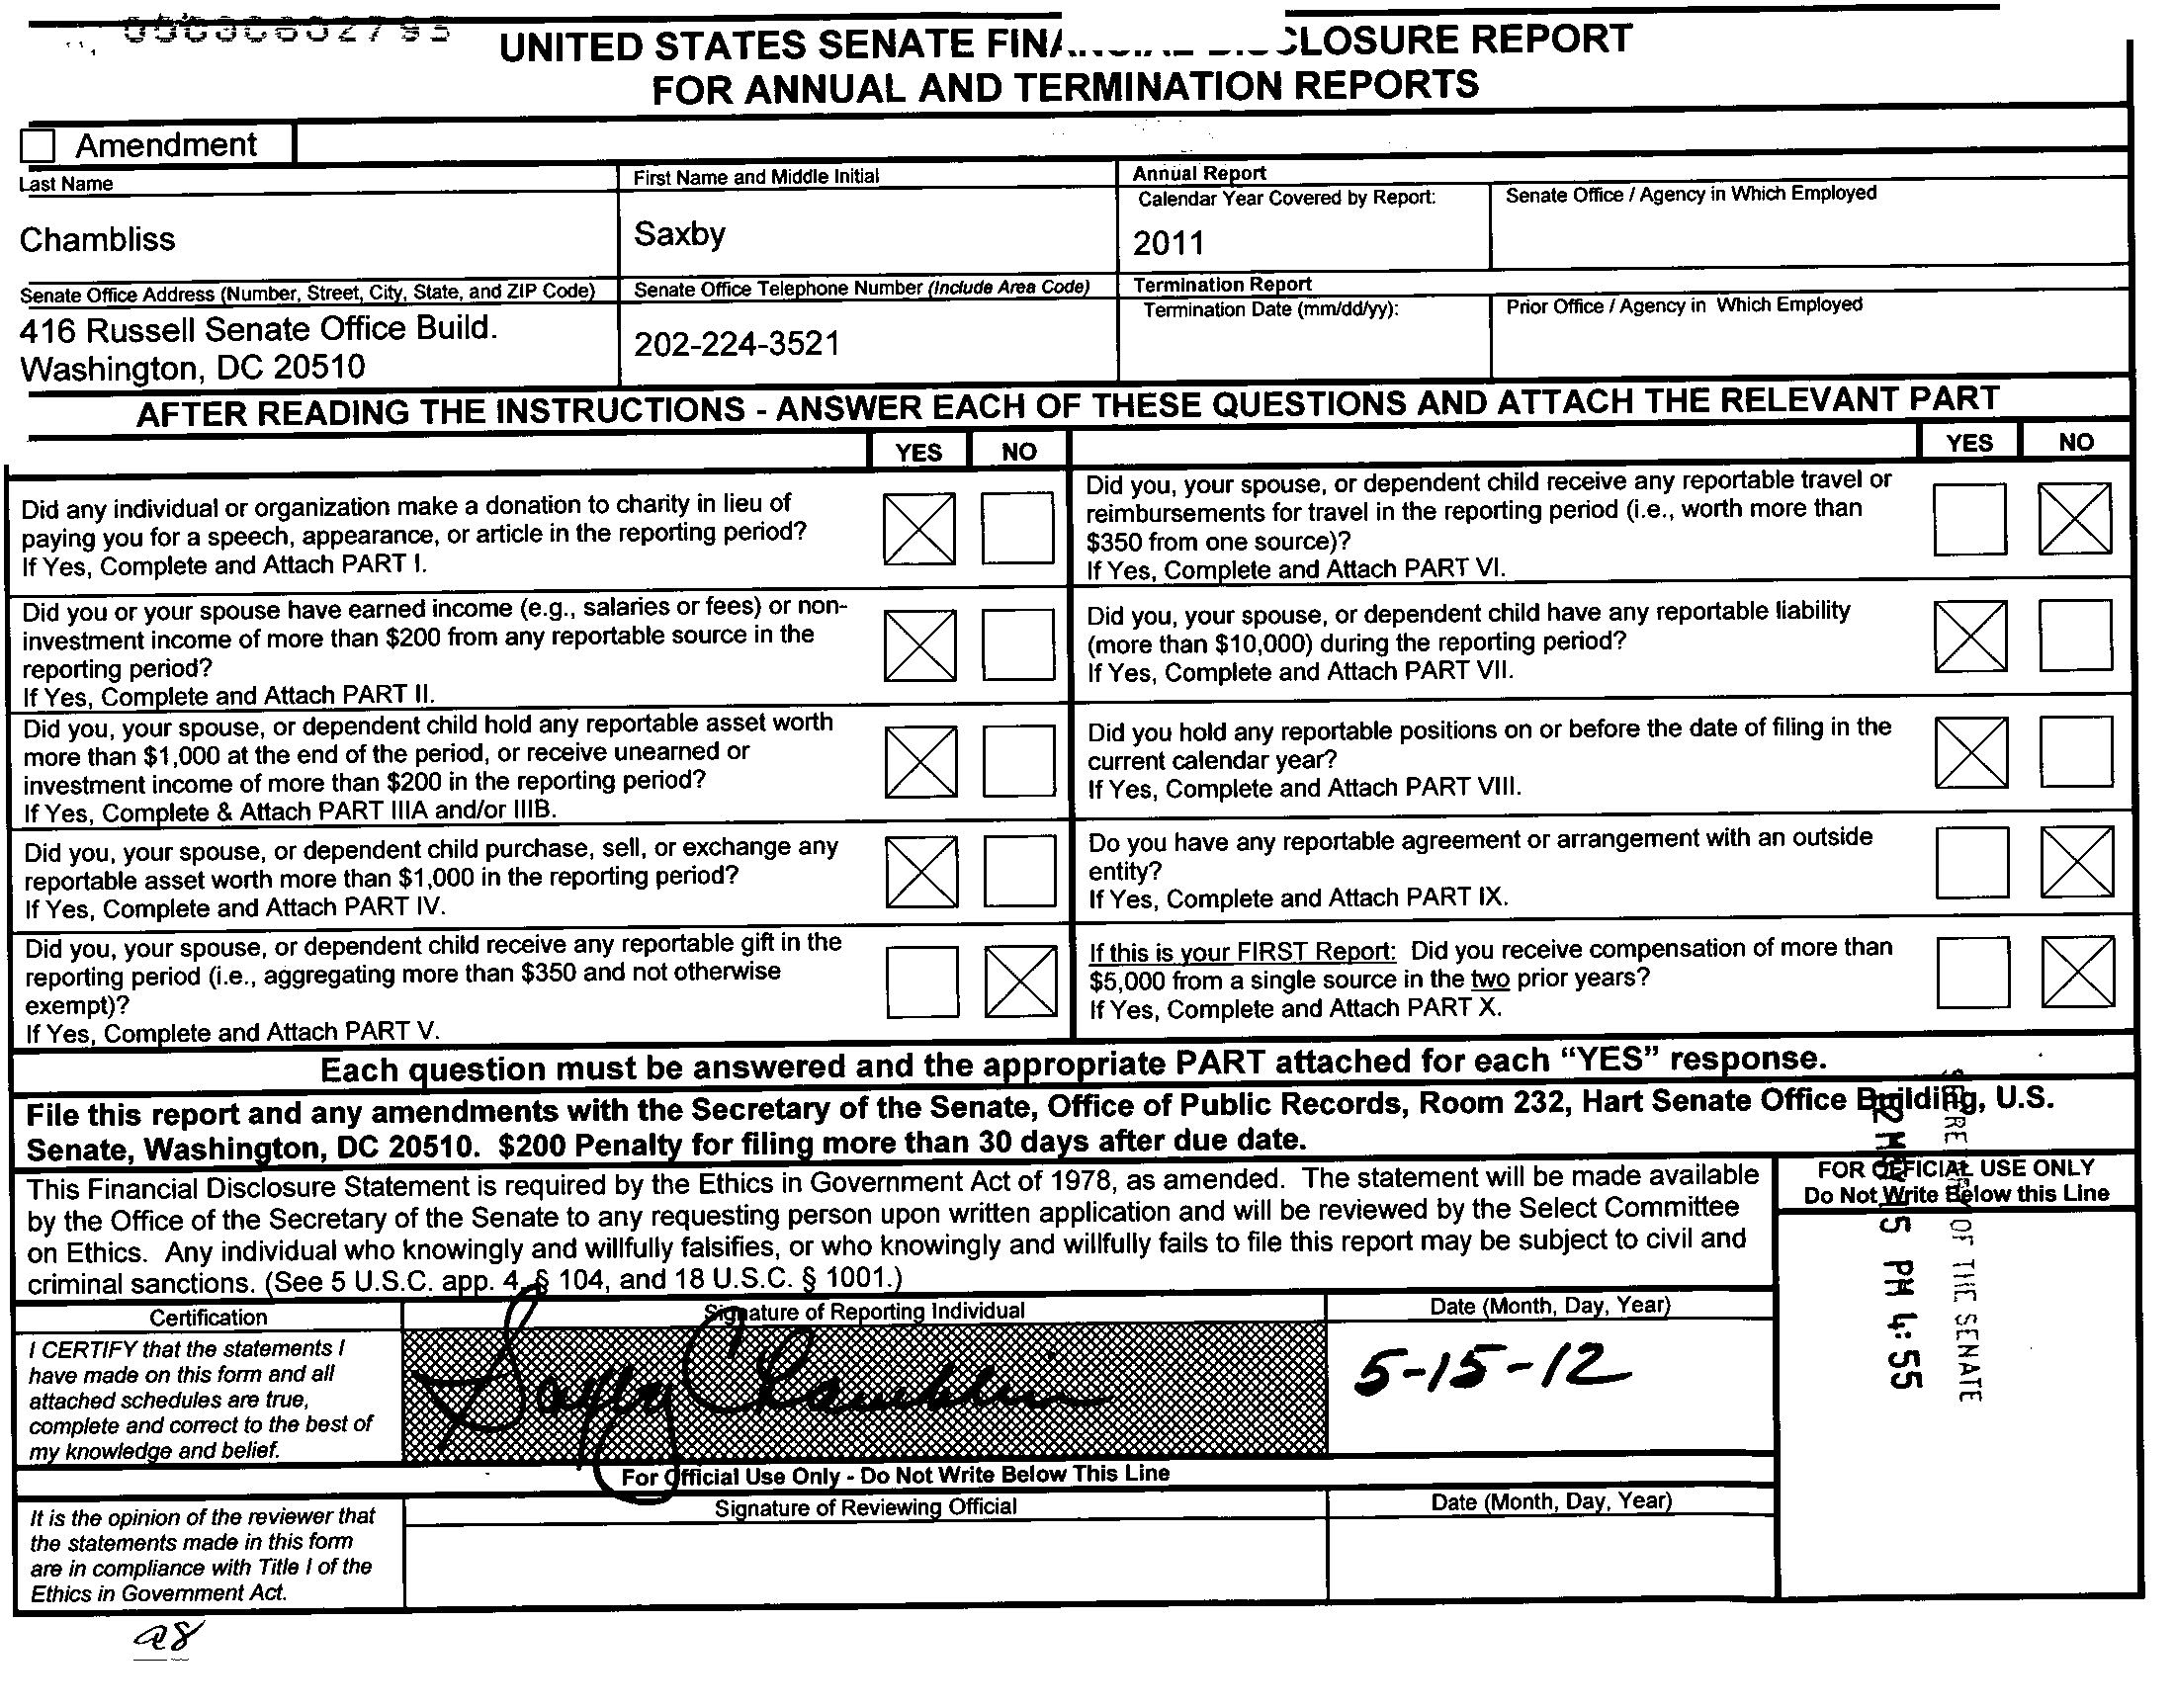 UNITED STATES SENATE CLOSURE REPORT
FOR ANNUAL AND TERMINATION REPORTS
Amendment
Last Name
First Name and Middle Initial
Annual Report
Calendar Year Covered by Report:
Senate Office / Agency in Which Employed
Chambliss
Saxby
2011
Senate Office Address (Number, Street, City, State, and ZIP Code)
Senate Office Telephone Number (Include Area Code)
Termination Report
Termination Date (mm/dd/yy):
Prior Office / Agency in Which Employed
416 Russell Senate Office Build.
Washington, DC 20510
202-224-3521
AFTER READING THE INSTRUCTIONS - ANSWER EACH OF THESE QUESTIONS AND ATTACH THE RELEVANT PART
YES NO
Did any individual or organization make a donation to charity in lieu of
paying you for a speech, appearance, or article in the reporting period?
If Yes, Complete and Attach PART I.
Did you or your spouse have earned income (e.g., salaries or fees) or non-
investment income of more than $200 from any reportable source in the
reporting period?
If Yes, Complete and Attach PART II.
Did you, your spouse, or dependent child hold any reportable asset worth
more than $1,000 at the end of the period, or receive unearned or
investment income of more than $200 in the reporting period?
If Yes, Complete & Attach PART IIIA and/or IIIB.
Did you, your spouse, or dependent child purchase, sell, or exchange any
reportable asset worth more than $1,000 in the reporting period?
If Yes, Complete and Attach PART IV.
Did you, your spouse, or dependent child receive any reportable gift in the
reporting period (i.e., aggregating more than $350 and not otherwise
exempt)?
If Yes, Complete and Attach PART V.
YES NO
Did you, your spouse, or dependent child receive any reportable travel or
reimbursements for travel in the reporting period (i.e., worth more than
$350 from one source)?
If Yes, Complete and Attach PART VI.
Did you, your spouse, or dependent child have any reportable liability
(more than $10,000) during the reporting period?
If Yes, Complete and Attach PART VII.
Did you hold any reportable positions on or before the date of filing in the
current calendar year?
If Yes, Complete and Attach PART VIII.
Do you have any reportable agreement or arrangement with an outside
entity?
If Yes, Complete and Attach PART IX.
If this is your FIRST Report: Did you receive compensation of more than
$5,000 from a single source in the two prior years?
If Yes, Complete and Attach PART X.
Each question must be answered and the appropriate PART attached for each “YES” response.
File this report and any amendments with the Secretary of the Senate, Office of Public Records, Room 232, Hart Senate Office Building, U.S.
Senate, Washington, DC 20510. $200 Penalty for filing more than 30 days after due date.
This Financial Disclosure Statement is required by the Ethics in Government Act of 1978, as amended. The statement will be made available
by the Office of the Secretary of the Senate to any requesting person upon written application and will be reviewed by the Select Committee
on Ethics. Any individual who knowingly and willfully falsifies, or who knowingly and willfully fails to file this report may be subject to civil and
criminal sanctions. (See 5 U.S.C. app. 4, § 104, and 18 U.S.C. § 1001.)
FOR OFFICIAL USE ONLY
Do Not Write Below this Line
SECRETARY OF THE SENATE
12 MAY 15 PM 4:55
Certification
Signature of Reporting Individual
Date (Month, Day, Year)
I CERTIFY that the statements I
have made on this form and all
attached schedules are true,
complete and correct to the best of
my knowledge and belief.
Saxby Chambliss
5-15-12
For Official Use Only - Do Not Write Below This Line
It is the opinion of the reviewer that
the statements made in this form
are in compliance with Title I of the
Ethics in Government Act.
Signature of Reviewing Official
Date (Month, Day, Year)